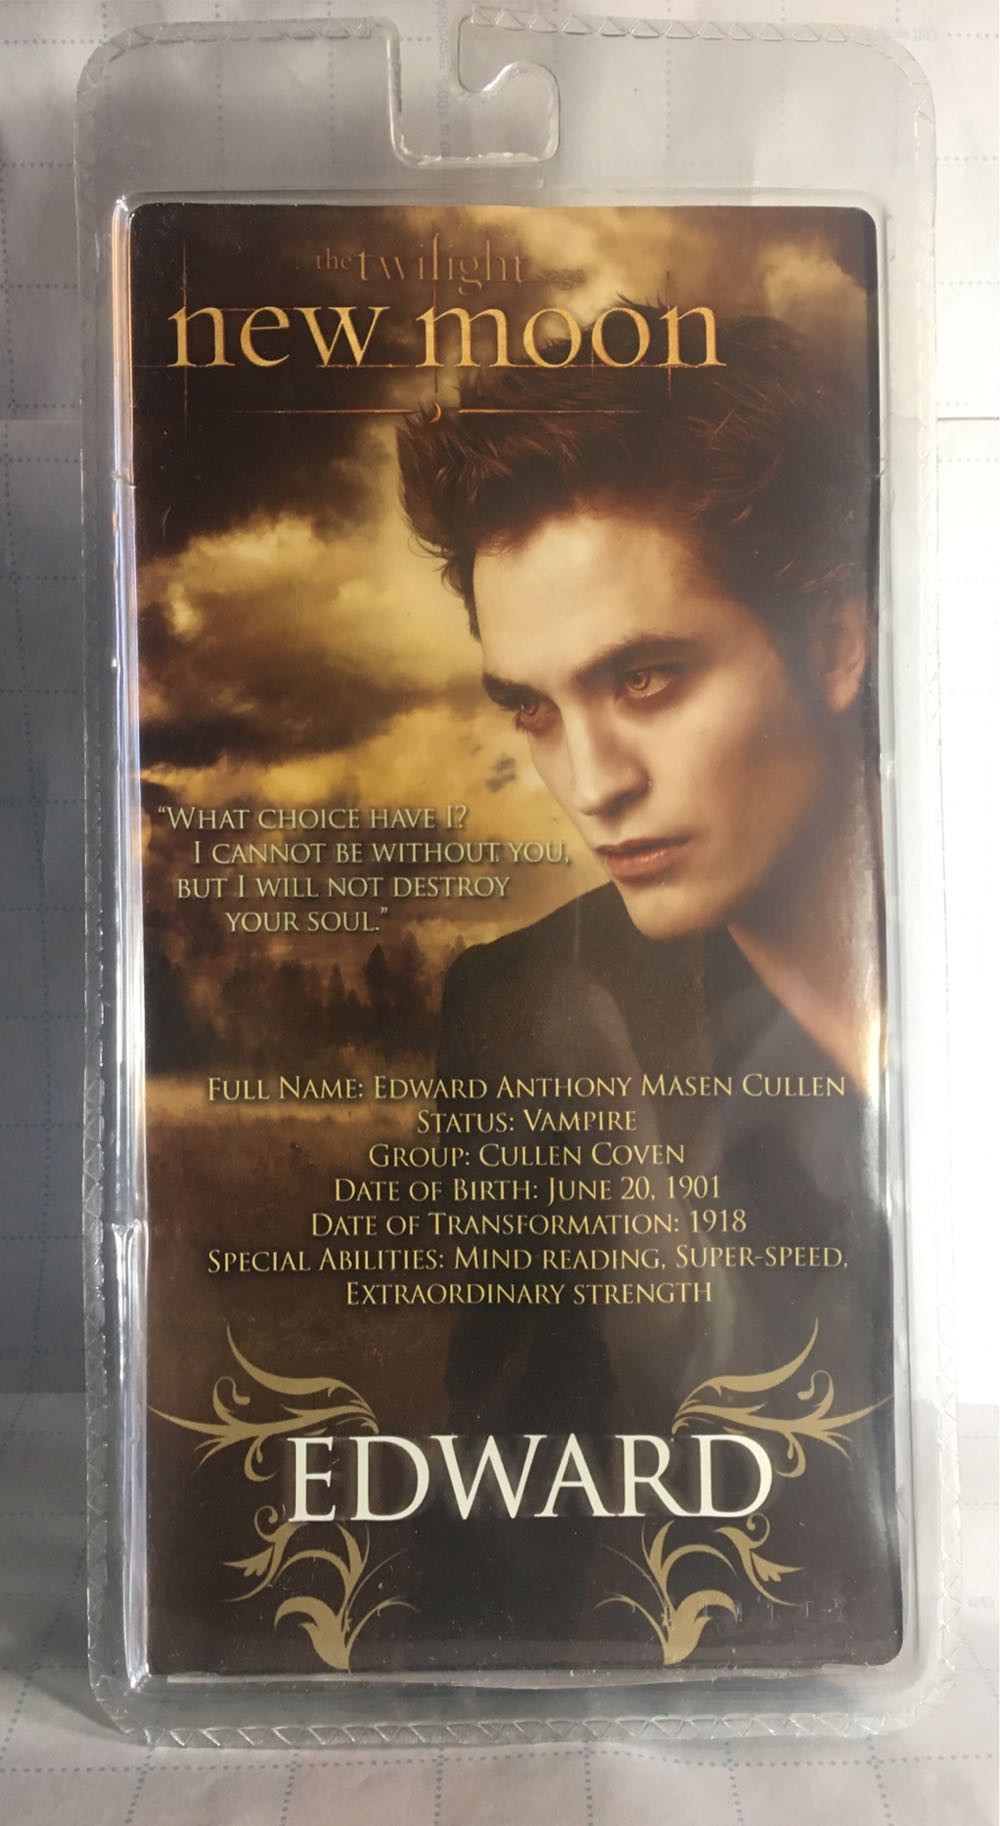 the twilight saga
new moon
“WHAT CHOICE HAVE I?
I CANNOT BE WITHOUT YOU,
BUT I WILL NOT DESTROY
YOUR SOUL.”
FULL NAME: EDWARD ANTHONY MASEN CULLEN
STATUS: VAMPIRE
GROUP: CULLEN COVEN
DATE OF BIRTH: JUNE 20, 1901
DATE OF TRANSFORMATION: 1918
SPECIAL ABILITIES: MIND READING, SUPER-SPEED,
EXTRAORDINARY STRENGTH
EDWARD